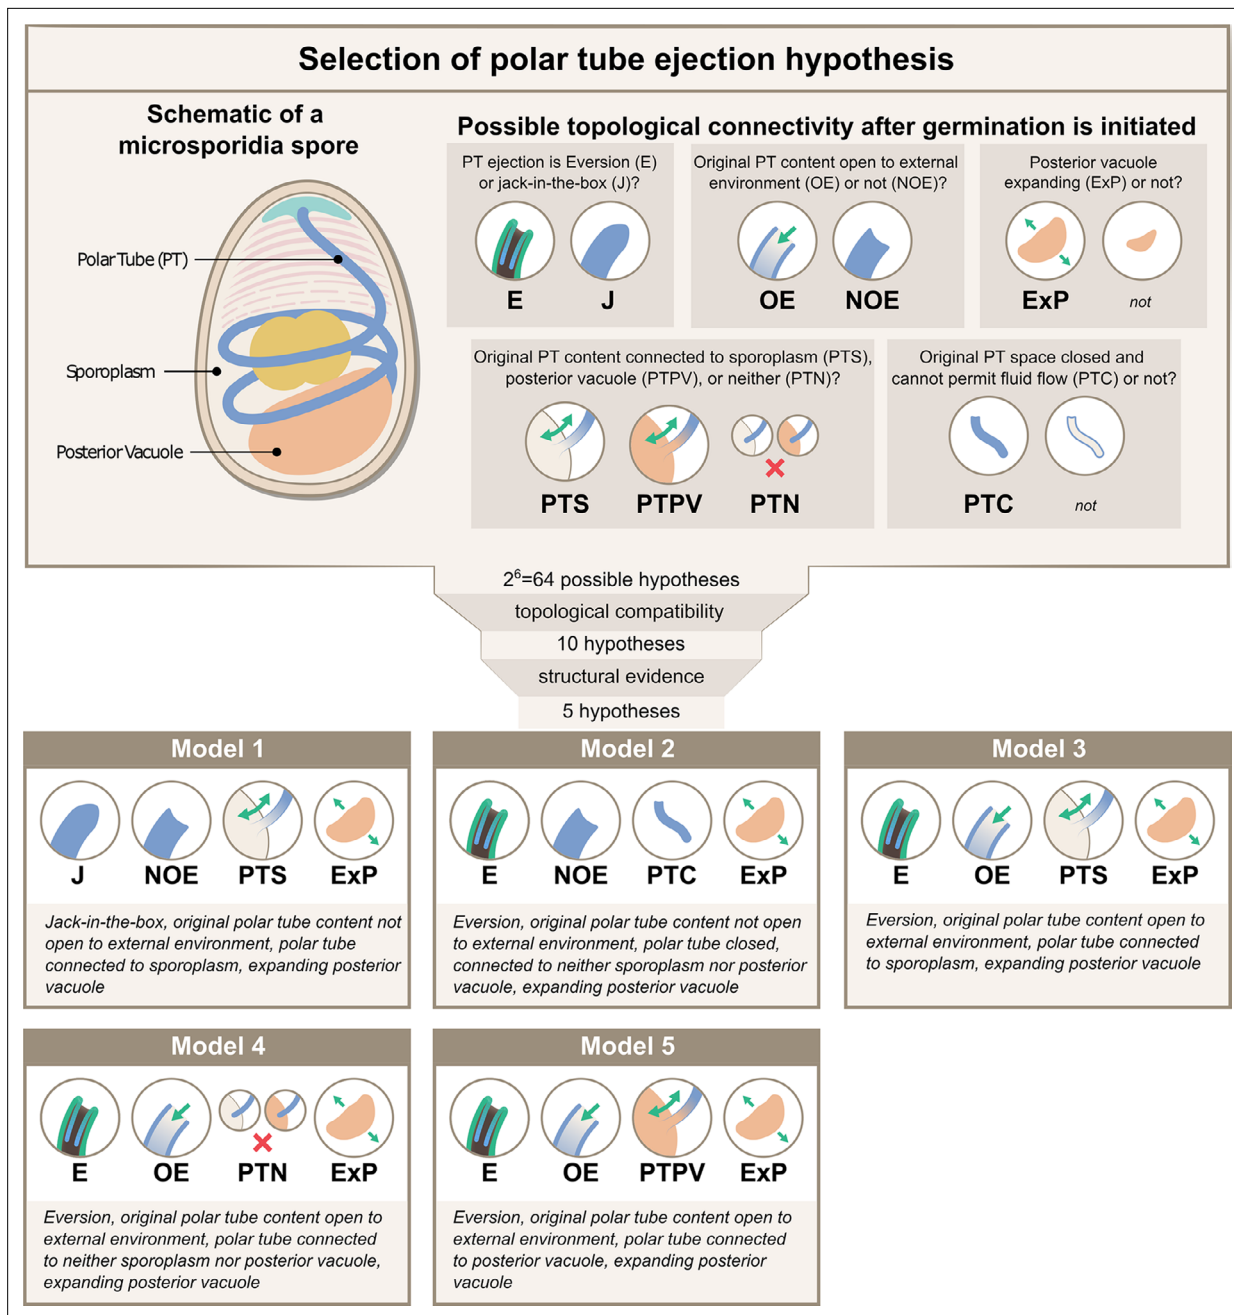 Selection of polar tube ejection hypothesis
Schematic of a
microsporidia spore
Polar Tube (PT)
Sporoplasm
Posterior Vacuole
Possible topological connectivity after germination is initiated
PT ejection is Eversion (E)
or jack-in-the-box (J)?
E
J
Original PT content open to external
environment (OE) or not (NOE)?
OE
NOE
Posterior vacuole
expanding (ExP) or not?
ExP
not
Original PT content connected to sporoplasm (PTS),
posterior vacuole (PTPV), or neither (PTN)?
PTS
PTPV
PTN
Original PT space closed and
cannot permit fluid flow (PTC) or not?
PTC
not
2⁶=64 possible hypotheses
topological compatibility
10 hypotheses
structural evidence
5 hypotheses
Model 1
J
NOE
PTS
ExP
Jack-in-the-box, original polar tube content not
open to external environment, polar tube
connected to sporoplasm, expanding posterior
vacuole
Model 2
E
NOE
PTC
ExP
Eversion, original polar tube content not open
to external environment, polar tube closed,
connected to neither sporoplasm nor posterior
vacuole, expanding posterior vacuole
Model 3
E
OE
PTS
ExP
Eversion, original polar tube content open to
external environment, polar tube connected
to sporoplasm, expanding posterior vacuole
Model 4
E
OE
PTN
ExP
Eversion, original polar tube content open to
external environment, polar tube connected
to neither sporoplasm nor posterior vacuole,
expanding posterior vacuole
Model 5
E
OE
PTPV
ExP
Eversion, original polar tube content open to
external environment, polar tube connected
to posterior vacuole, expanding posterior
vacuole